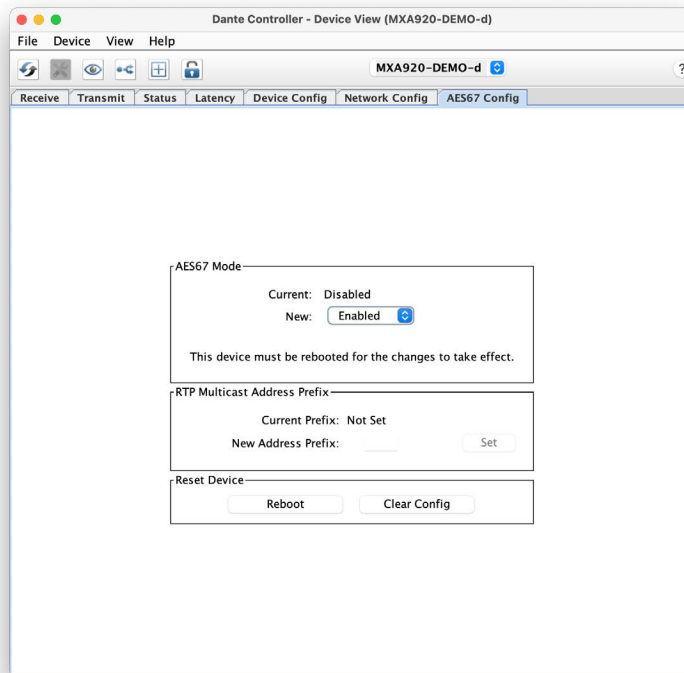 Dante Controller - Device View (MXA920-DEMO-d)
File Device View Help
MXA920-DEMO-d
?
Receive Transmit Status Latency Device Config Network Config AES67 Config
AES67 Mode
Current: Disabled
New: Enabled
This device must be rebooted for the changes to take effect.
RTP Multicast Address Prefix
Current Prefix: Not Set
New Address Prefix: Set
Reset Device
Reboot Clear Config